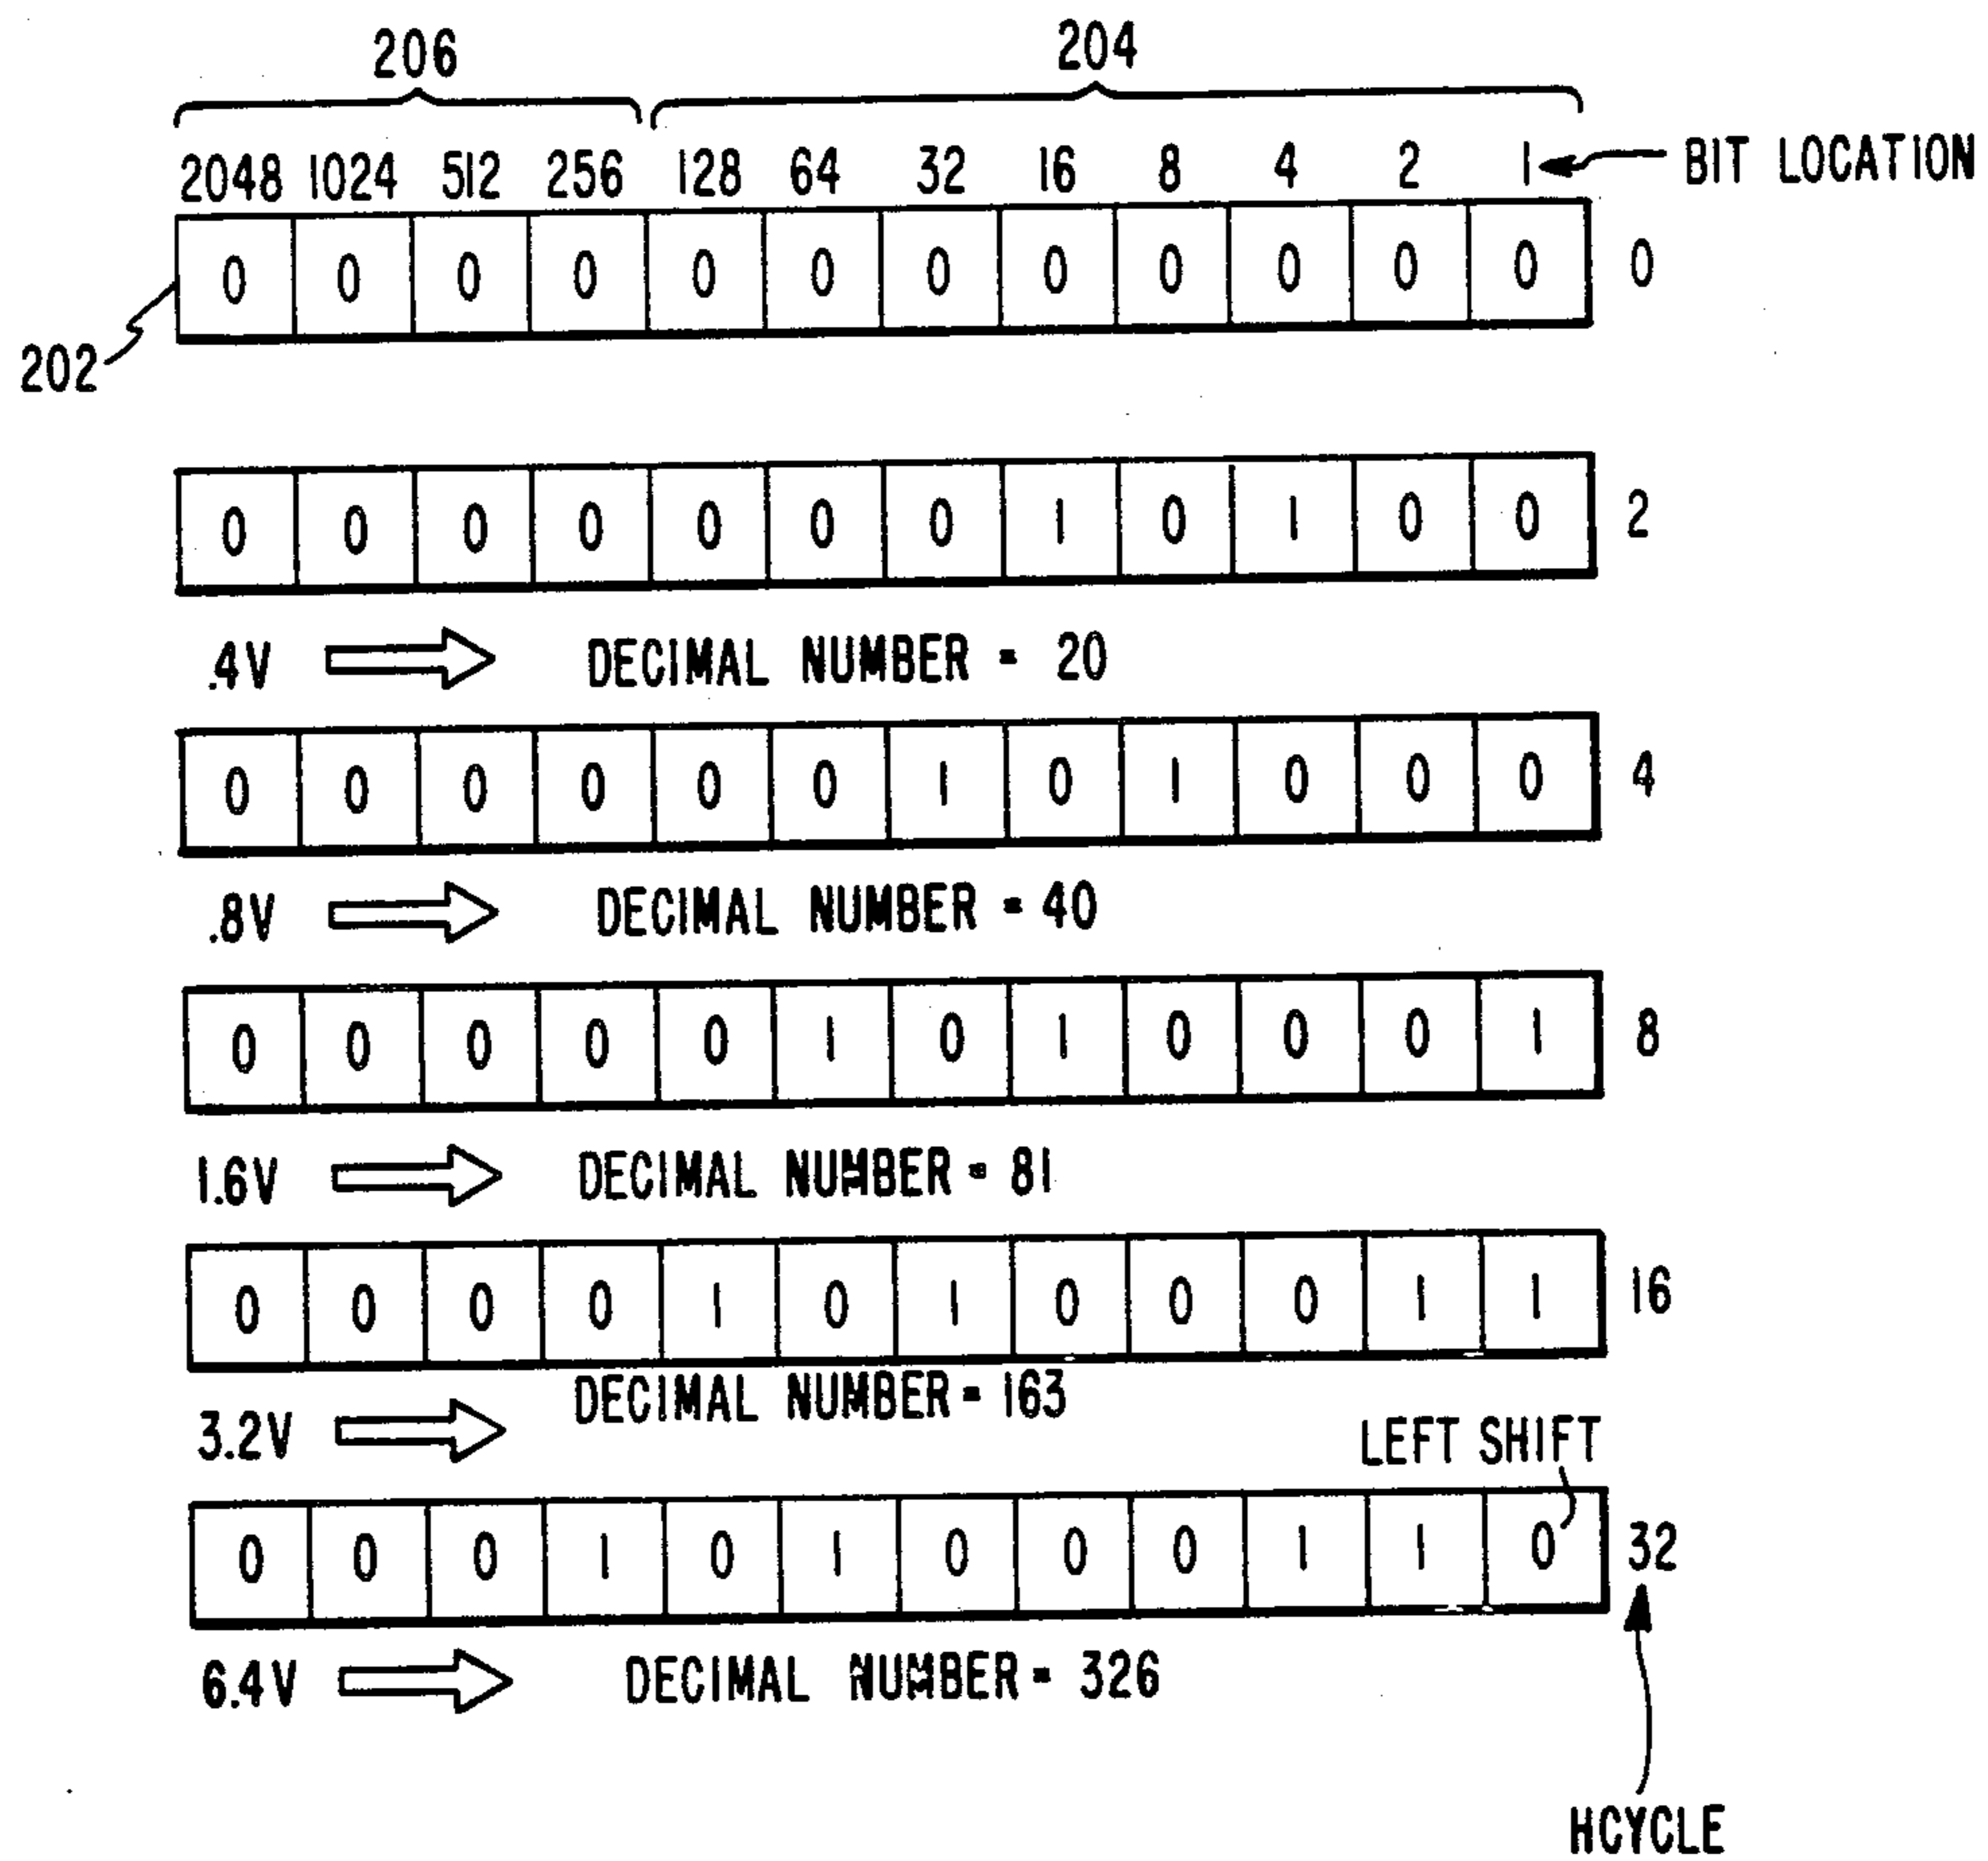 206 204
2048 1024 512 256 128 64 32 16 8 4 2 1 BIT LOCATION
0 0 0 0 0 0 0 0 0 0 0 0 0
202
0 0 0 0 0 0 0 1 0 1 0 0 2
.4V DECIMAL NUMBER = 20
0 0 0 0 0 0 1 0 1 0 0 0 4
.8V DECIMAL NUMBER = 40
0 0 0 0 0 1 0 1 0 0 0 1 8
1.6V DECIMAL NUMBER = 81
0 0 0 0 1 0 1 0 0 0 1 1 16
3.2V DECIMAL NUMBER = 163
LEFT SHIFT
0 0 0 1 0 1 0 0 0 1 1 0 32
6.4V DECIMAL NUMBER = 326
HCYCLE